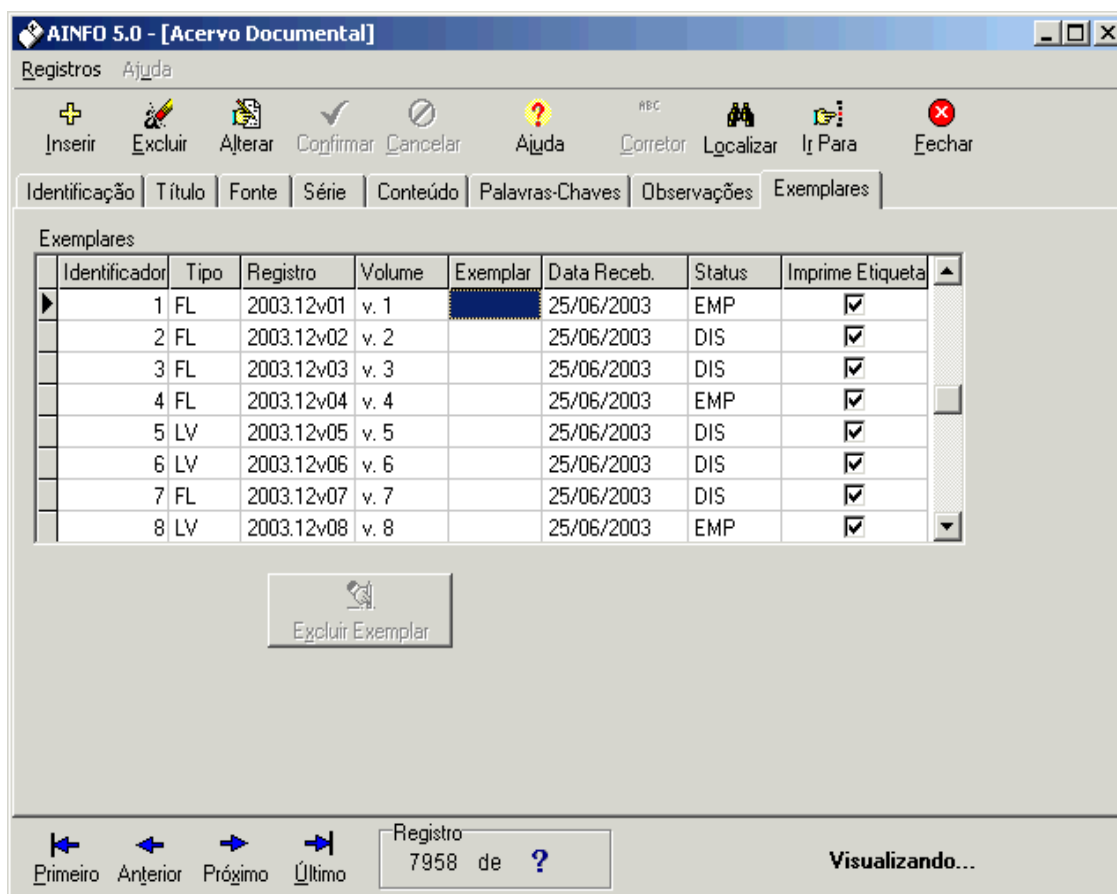 AINFO 5.0 - [Acervo Documental]
Registros Ajuda
Inserir Excluir Alterar Confirmar Cancelar Ajuda ABC Corretor Localizar Ir Para Fechar
Identificação Título Fonte Série Conteúdo Palavras-Chaves Observações Exemplares
Exemplares
Identificador Tipo Registro Volume Exemplar Data Receb. Status Imprime Etiqueta
1 FL 2003.12v01 v. 1 25/06/2003 EMP
2 FL 2003.12v02 v. 2 25/06/2003 DIS
3 FL 2003.12v03 v. 3 25/06/2003 DIS
4 FL 2003.12v04 v. 4 25/06/2003 EMP
5 LV 2003.12v05 v. 5 25/06/2003 DIS
6 LV 2003.12v06 v. 6 25/06/2003 DIS
7 FL 2003.12v07 v. 7 25/06/2003 DIS
8 LV 2003.12v08 v. 8 25/06/2003 EMP
Excluir Exemplar
Primeiro Anterior Próximo Último
Registro
7958 de ?
Visualizando...